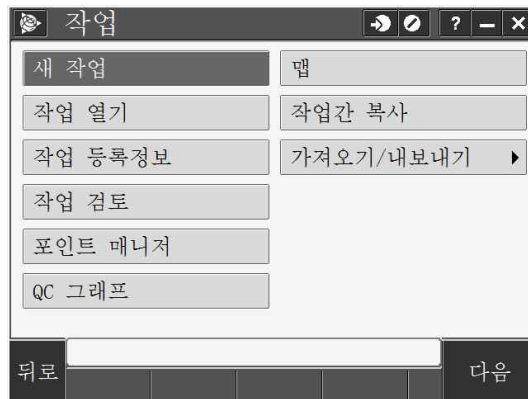 작업
?
새 작업
작업 열기
작업 등록정보
작업 검토
포인트 매니저
QC 그래프
맵
작업간 복사
가져오기/내보내기
뒤로
다음